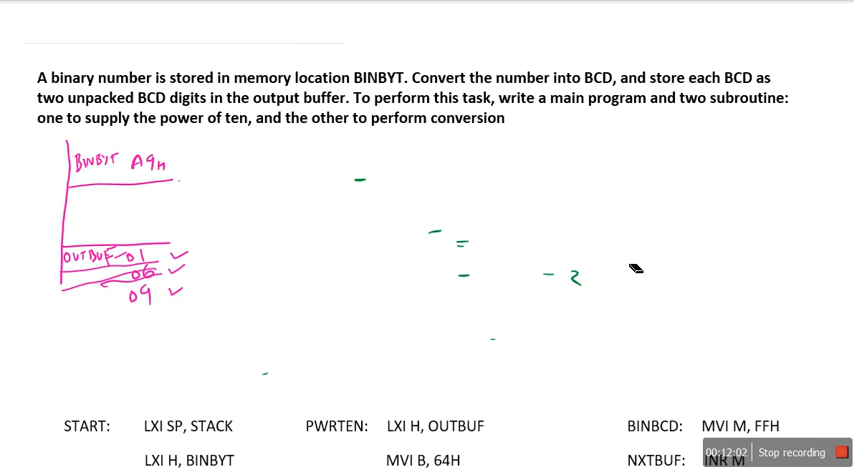 A binary number is stored in memory location BINBYT. Convert the number into BCD, and store each BCD as
two unpacked BCD digits in the output buffer. To perform this task, write a main program and two subroutine:
one to supply the power of ten, and the other to perform conversion
BINBYT A9H
OUTBUF 01
06
09
- 2
START: LXI SP, STACK PWRTEN: LXI H, OUTBUF BINBCD: MVI M, FFH
LXI H, BINBYT MVI B, 64H NXTBUF: INR M
00:12:02 Stop recording